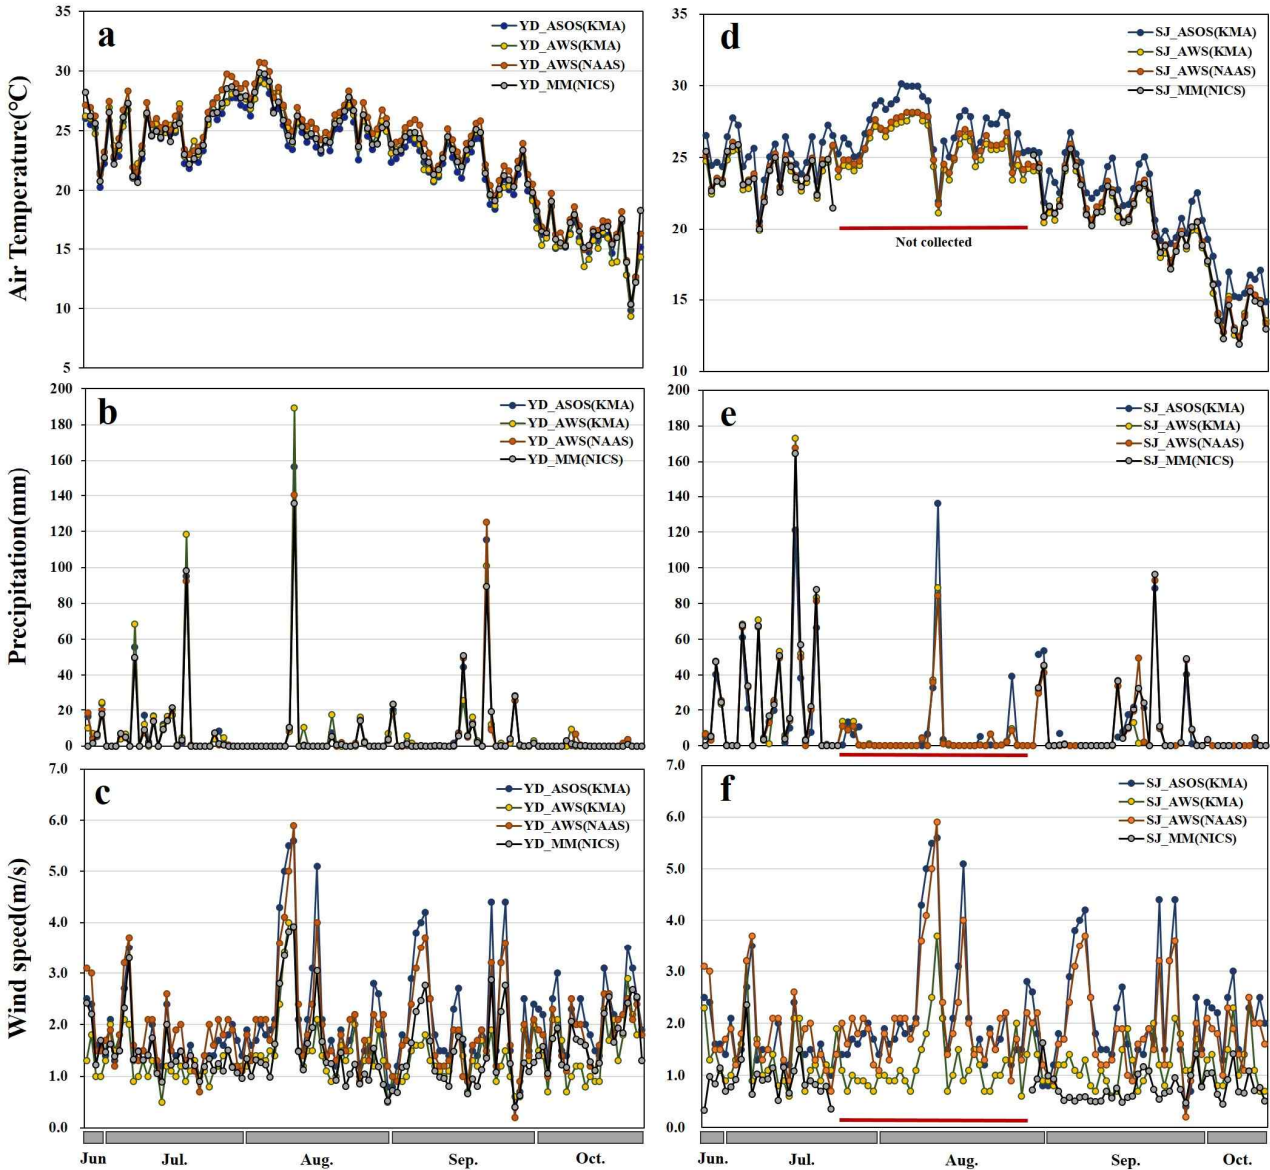 a
YD_ASOS(KMA)
YD_AWS(KMA)
YD_AWS(NAAS)
YD_MM(NICS)
Air Temperature(°C)
35
30
25
20
15
10
5
d
SJ_ASOS(KMA)
SJ_AWS(KMA)
SJ_AWS(NAAS)
SJ_MM(NICS)
35
30
25
20
15
10
Not collected
b
YD_ASOS(KMA)
YD_AWS(KMA)
YD_AWS(NAAS)
YD_MM(NICS)
Precipitation(mm)
200
180
160
140
120
100
80
60
40
20
0
e
SJ_ASOS(KMA)
SJ_AWS(KMA)
SJ_AWS(NAAS)
SJ_MM(NICS)
200
180
160
140
120
100
80
60
40
20
0
c
YD_ASOS(KMA)
YD_AWS(KMA)
YD_AWS(NAAS)
YD_MM(NICS)
Wind speed(m/s)
7.0
6.0
5.0
4.0
3.0
2.0
1.0
0.0
Jun
Jul.
Aug.
Sep.
Oct.
f
SJ_ASOS(KMA)
SJ_AWS(KMA)
SJ_AWS(NAAS)
SJ_MM(NICS)
7.0
6.0
5.0
4.0
3.0
2.0
1.0
0.0
Jun.
Jul.
Aug.
Sep.
Oct.